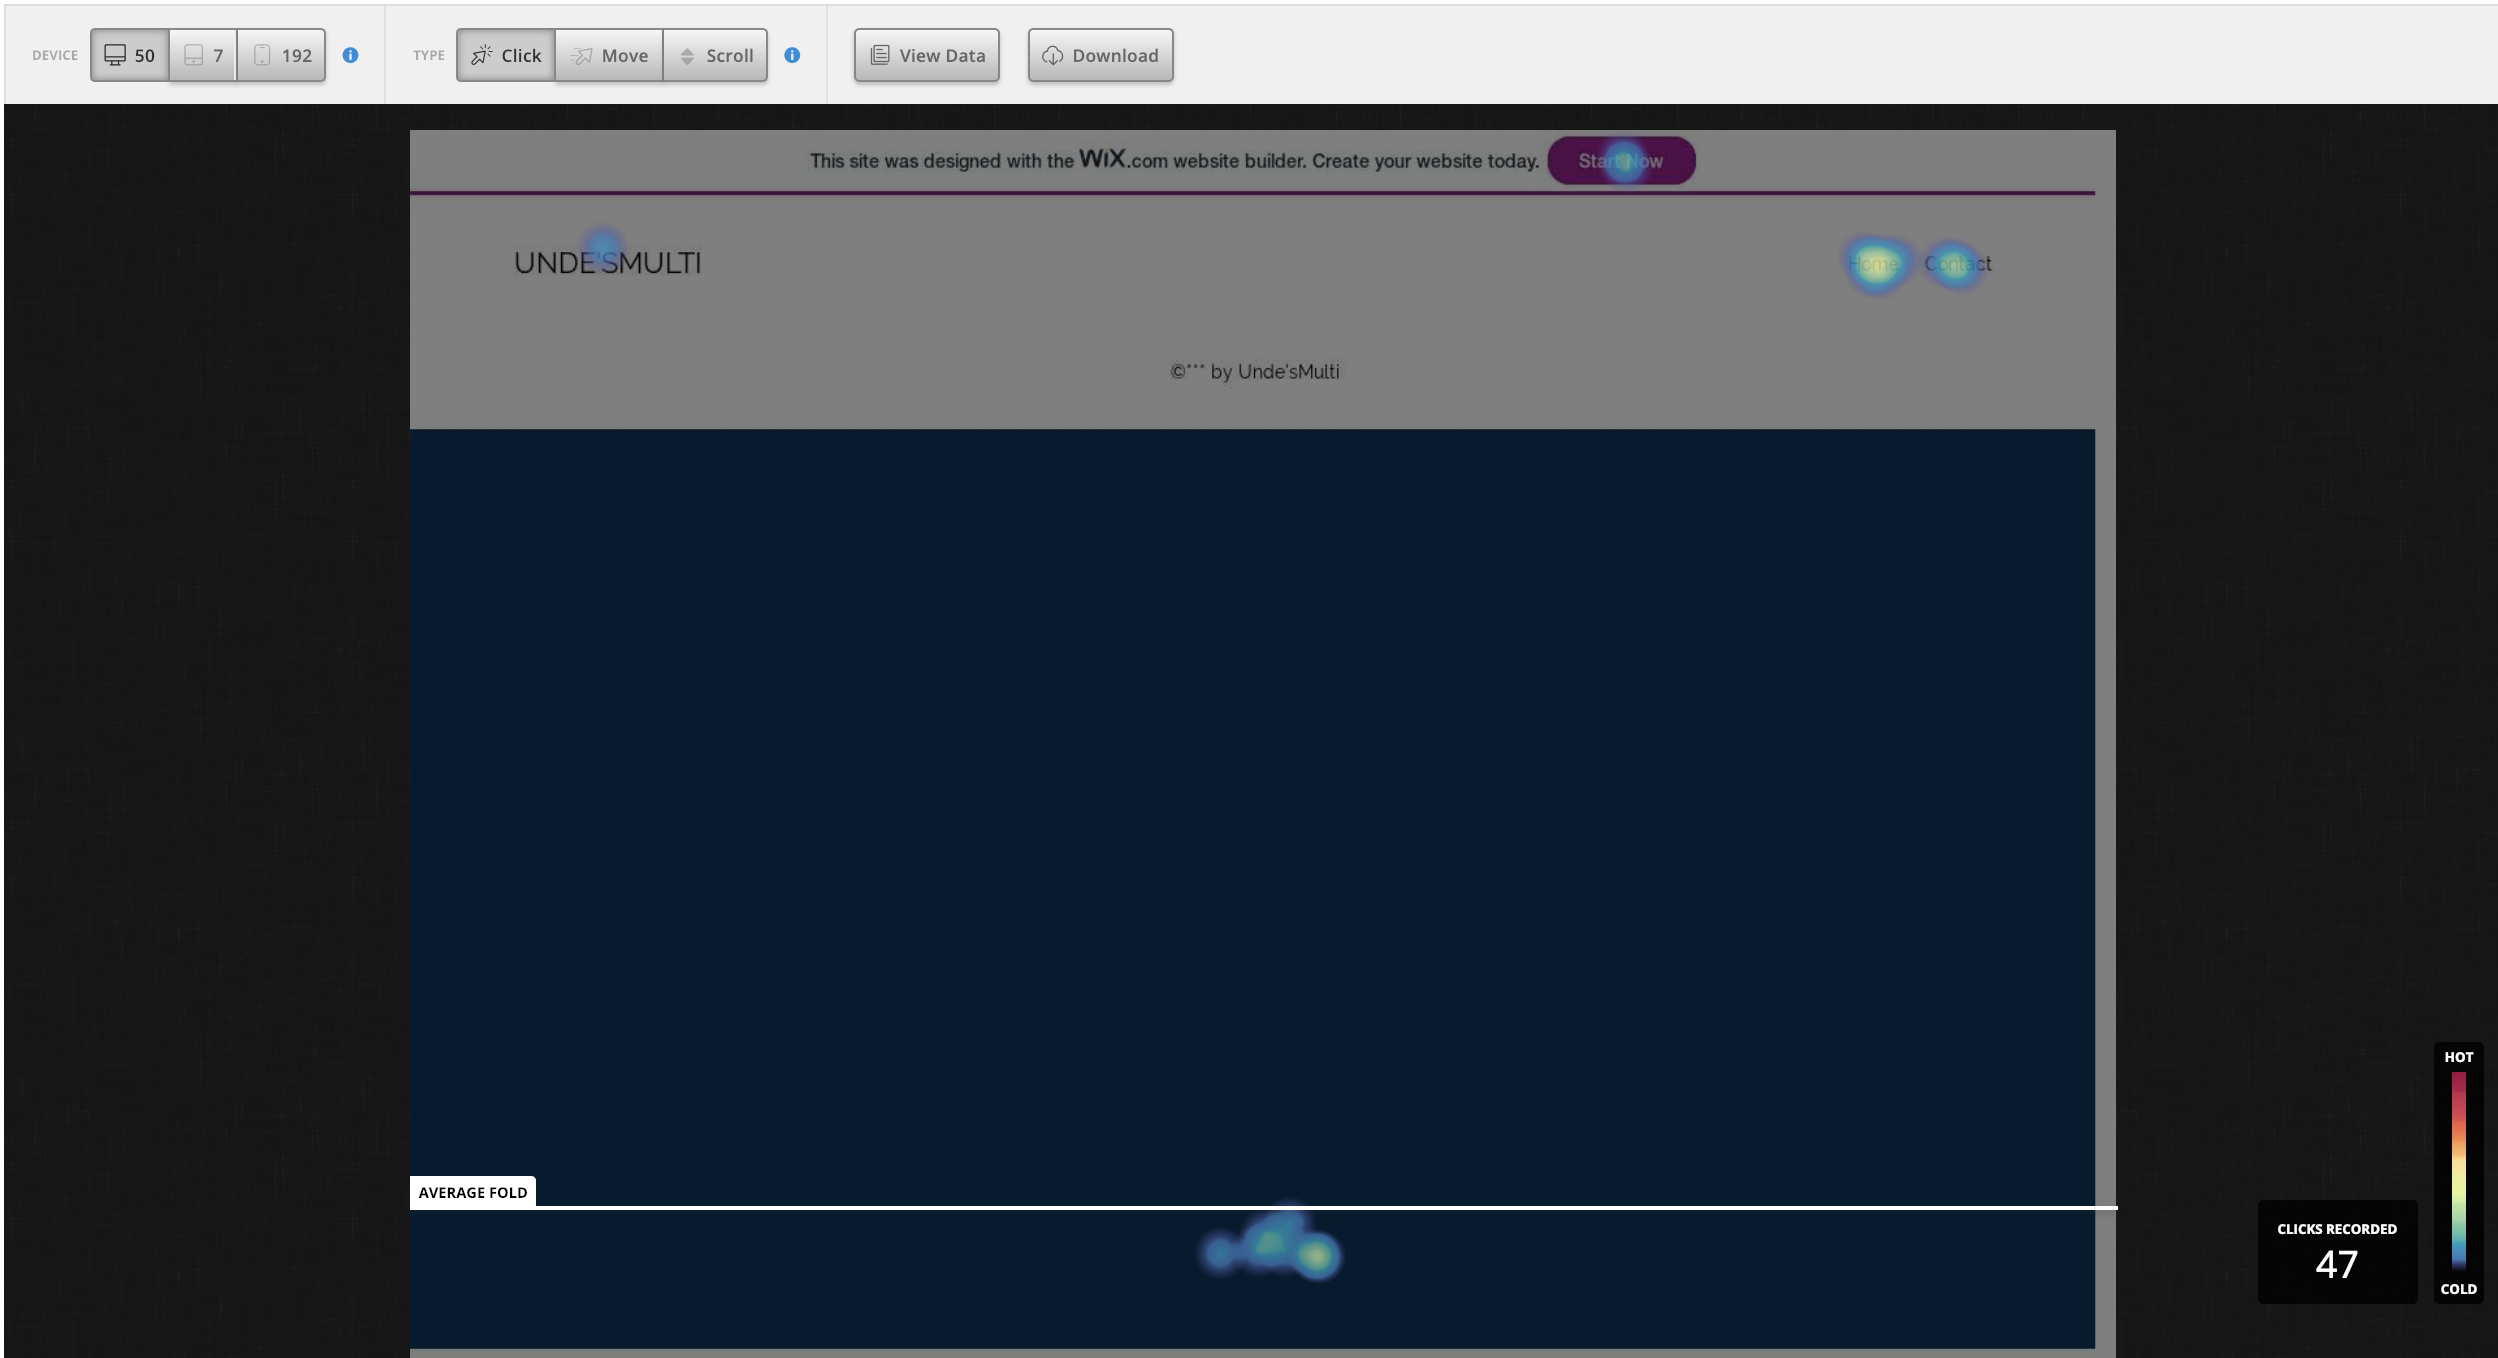 DEVICE 50 7 192 TYPE Click Move Scroll View Data Download
This site was designed with the WiX.com website builder. Create your website today. Start Now
UNDE'SMULTI Home Contact
©*** by Unde'sMulti
HOT
AVERAGE FOLD
CLICKS RECORDED
47
COLD